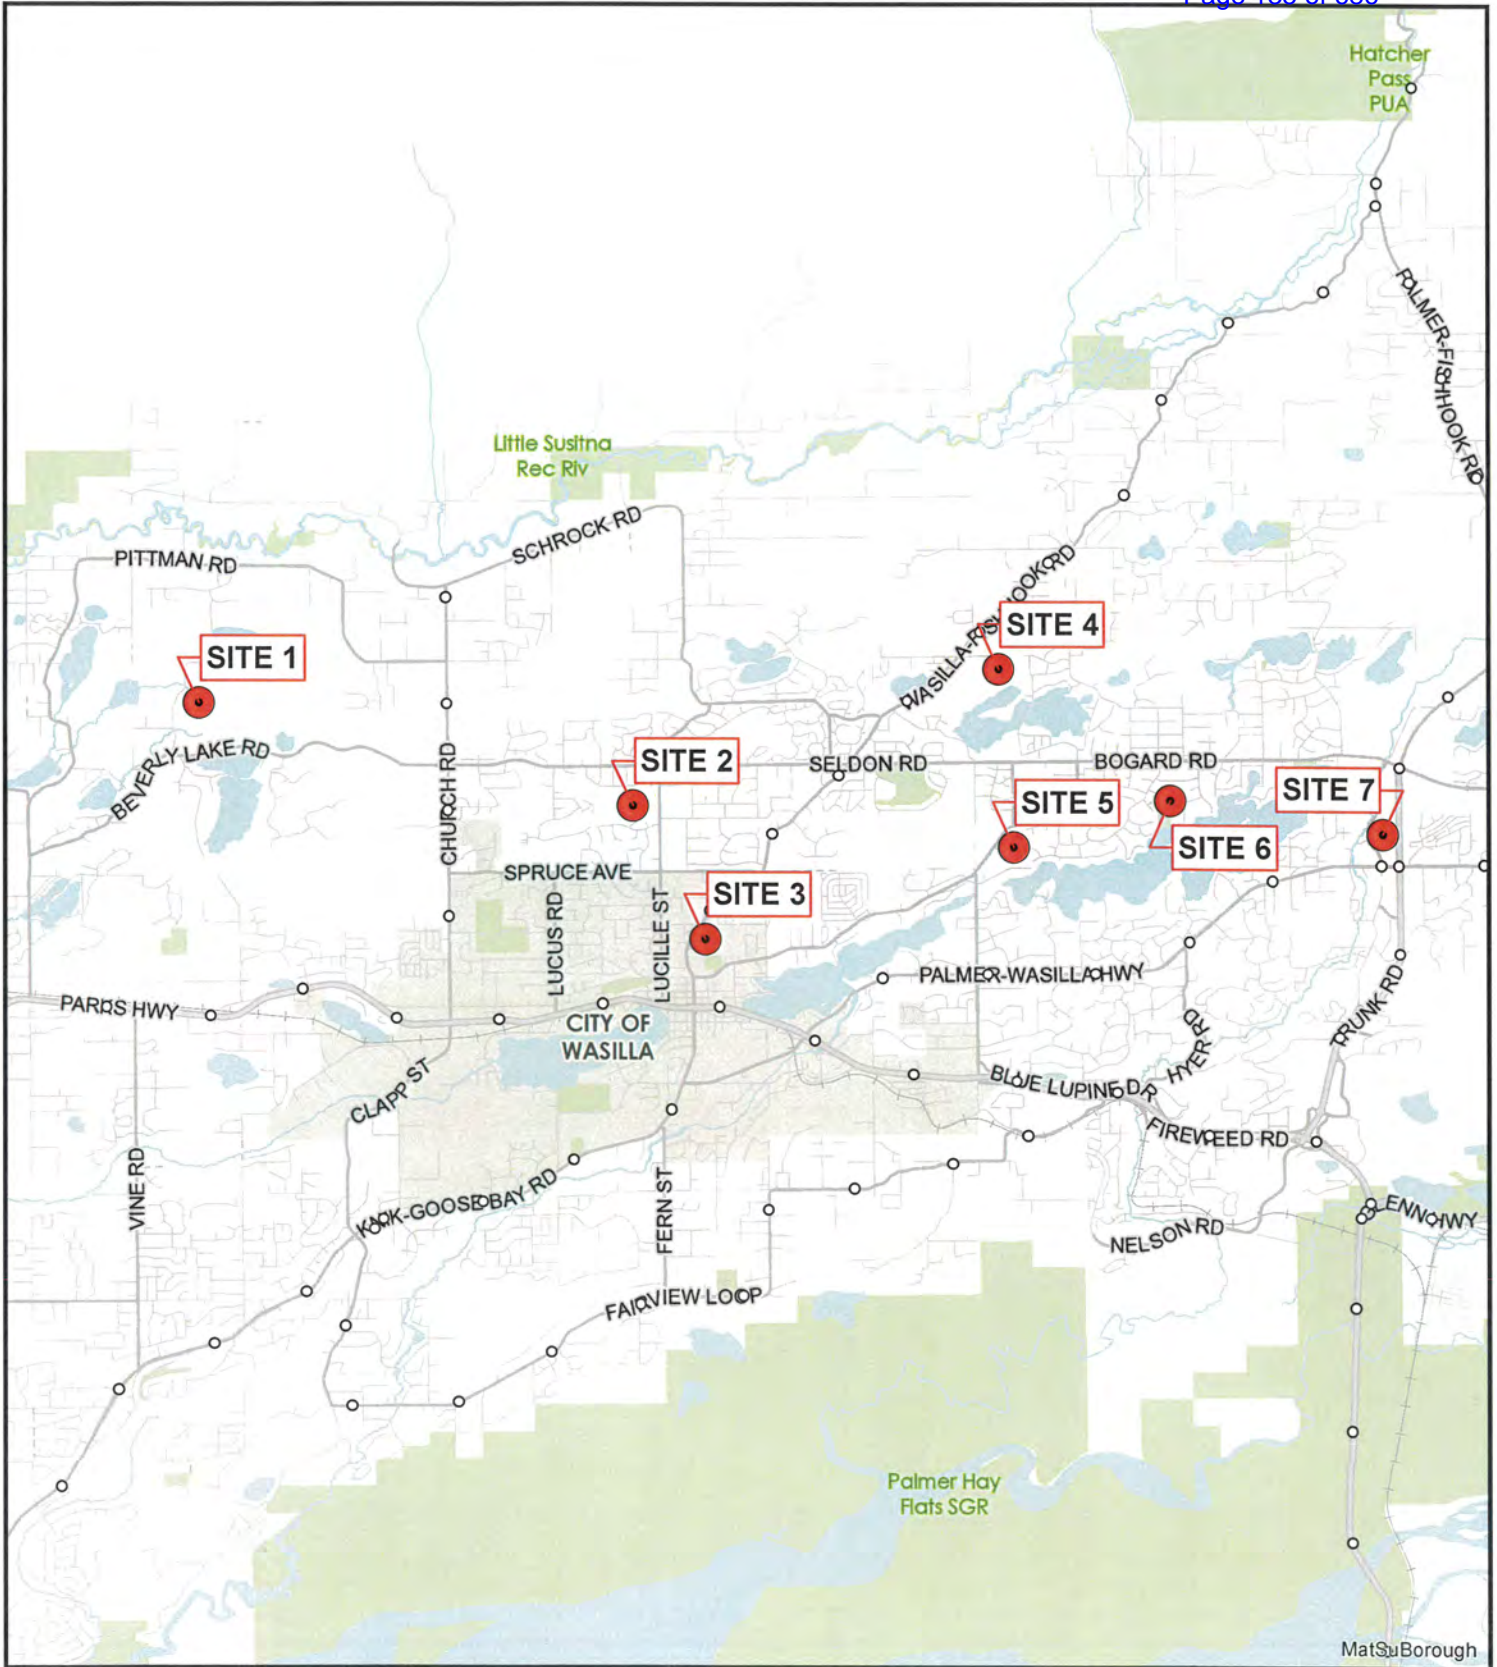 Hatcher
Pass
PUA
PALMER-FISHHOOK RD
Little Susitna
Rec Riv
SCHROCK RD
PITTMAN RD
WASILLA-FISHHOOK RD
SITE 4
SITE 1
BEVERLY LAKE RD
CHURCH RD
SITE 2
SELDON RD
BOGARD RD
SITE 7
SITE 5
SITE 6
SPRUCE AVE
SITE 3
LUCUS RD
LUCILLE ST
PALMER-WASILLA HWY
PARKS HWY
CITY OF
WASILLA
TRUNK RD
HYER RD
BLUE LUPINE DR
CLAPP ST
FIREWEED RD
VINE RD
KNIK-GOOSE BAY RD
FERN ST
GLENN HWY
NELSON RD
FAIRVIEW LOOP
Palmer Hay
Flats SGR
MatSuBorough